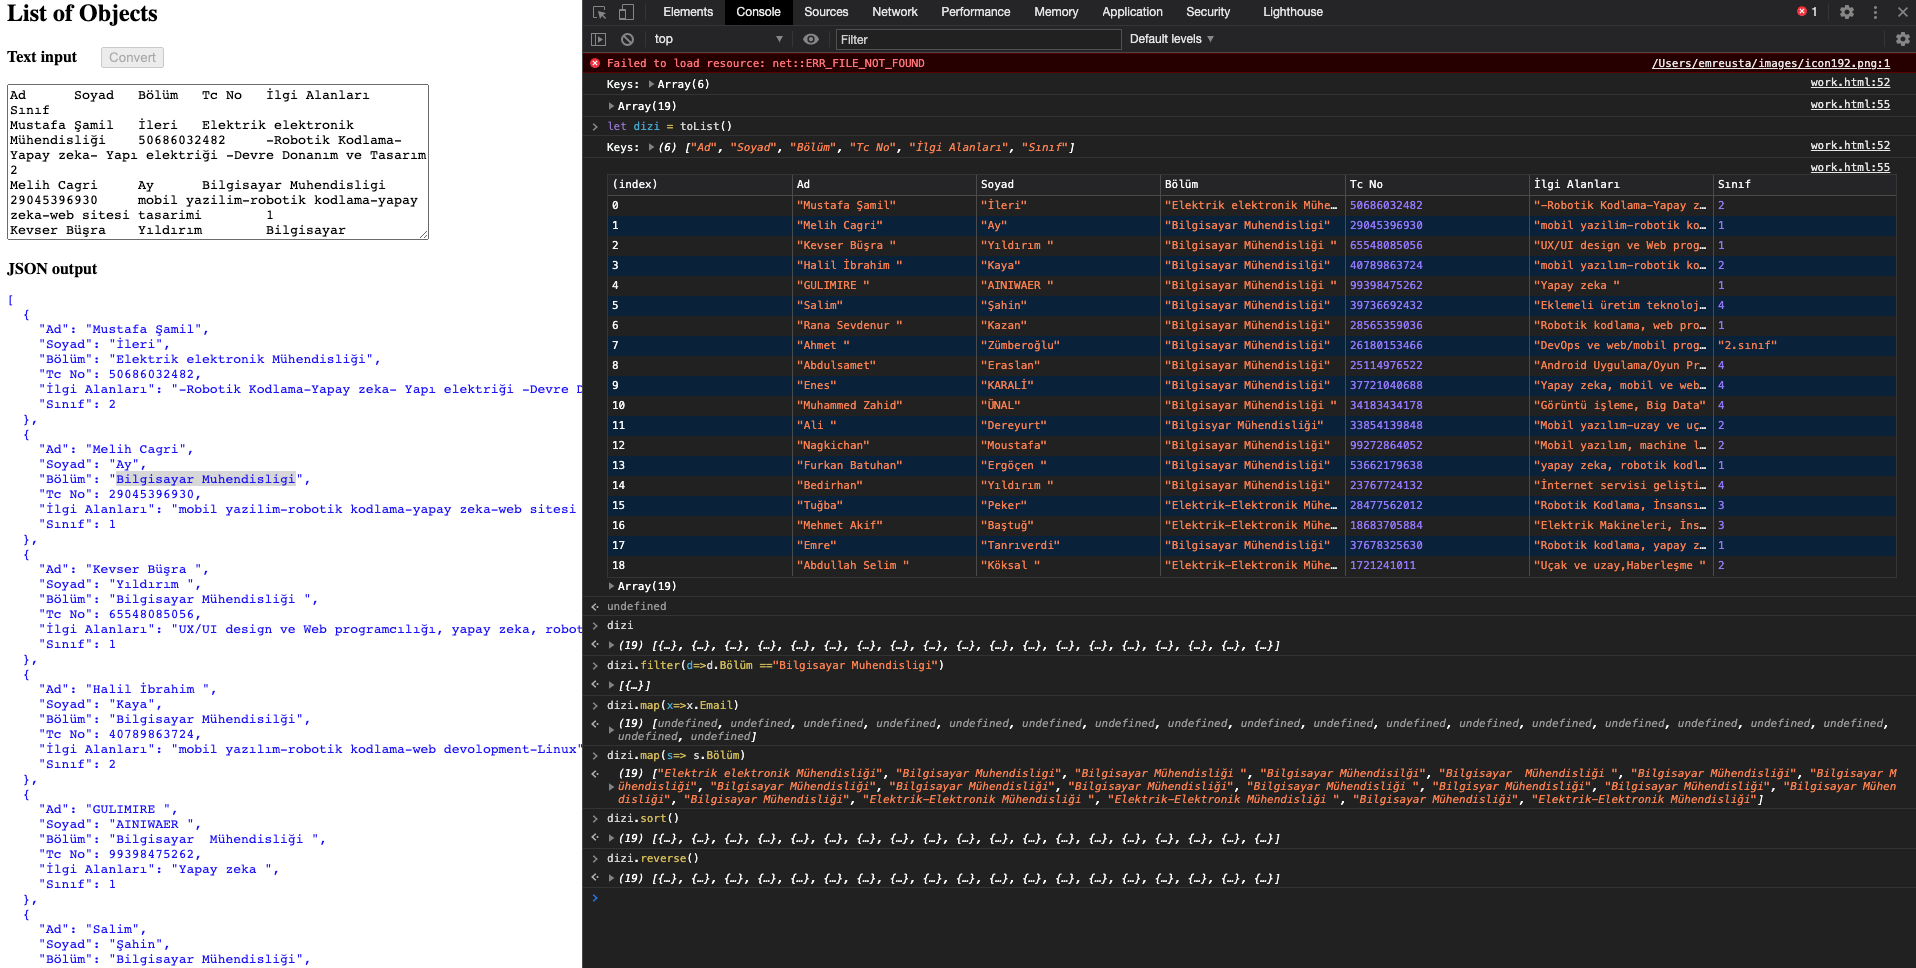 List of Objects
Text input Convert
Ad Soyad Bölüm Tc No İlgi Alanları
Sınıf
Mustafa Şamil İleri Elektrik elektronik
Mühendisliği 50686032482 -Robotik Kodlama-
Yapay zeka- Yapı elektriği -Devre Donanım ve Tasarım
2
Melih Cagri Ay Bilgisayar Muhendisligi
29045396930 mobil yazilim-robotik kodlama-yapay
zeka-web sitesi tasarimi 1
Kevser Büşra Yıldırım Bilgisayar
JSON output
[
{
"Ad": "Mustafa Şamil",
"Soyad": "İleri",
"Bölüm": "Elektrik elektronik Mühendisliği",
"Tc No": 50686032482,
"İlgi Alanları": "-Robotik Kodlama-Yapay zeka- Yapı elektriği -Devre D
"Sınıf": 2
},
{
"Ad": "Melih Cagri",
"Soyad": "Ay",
"Bölüm": "Bilgisayar Muhendisligi",
"Tc No": 29045396930,
"İlgi Alanları": "mobil yazilim-robotik kodlama-yapay zeka-web sitesi
"Sınıf": 1
},
{
"Ad": "Kevser Büşra ",
"Soyad": "Yıldırım ",
"Bölüm": "Bilgisayar Mühendisliği ",
"Tc No": 65548085056,
"İlgi Alanları": "UX/UI design ve Web programcılığı, yapay zeka, robot
"Sınıf": 1
},
{
"Ad": "Halil İbrahim ",
"Soyad": "Kaya",
"Bölüm": "Bilgisayar Mühendisilği",
"Tc No": 40789863724,
"İlgi Alanları": "mobil yazılım-robotik kodlama-web devolopment-Linux"
"Sınıf": 2
},
{
"Ad": "GULIMIRE ",
"Soyad": "AINIWAER ",
"Bölüm": "Bilgisayar  Mühendisliği ",
"Tc No": 99398475262,
"İlgi Alanları": "Yapay zeka ",
"Sınıf": 1
},
{
"Ad": "Salim",
"Soyad": "Şahin",
"Bölüm": "Bilgisayar Mühendisliği",
Elements Console Sources Network Performance Memory Application Security Lighthouse 1
top Filter Default levels
Failed to load resource: net::ERR_FILE_NOT_FOUND /Users/emreusta/images/icon192.png:1
Keys: Array(6) work.html:52
Array(19) work.html:55
let dizi = toList()
Keys: (6) ["Ad", "Soyad", "Bölüm", "Tc No", "İlgi Alanları", "Sınıf"] work.html:52
work.html:55
(index) Ad Soyad Bölüm Tc No İlgi Alanları Sınıf
0 "Mustafa Şamil" "İleri" "Elektrik elektronik Mühe… 50686032482 "-Robotik Kodlama-Yapay z… 2
1 "Melih Cagri" "Ay" "Bilgisayar Muhendisligi" 29045396930 "mobil yazilim-robotik ko… 1
2 "Kevser Büşra " "Yıldırım " "Bilgisayar Mühendisliği " 65548085056 "UX/UI design ve Web prog… 1
3 "Halil İbrahim " "Kaya" "Bilgisayar Mühendisilği" 40789863724 "mobil yazılım-robotik ko… 2
4 "GULIMIRE " "AINIWAER " "Bilgisayar Mühendisliği " 99398475262 "Yapay zeka " 1
5 "Salim" "Şahin" "Bilgisayar Mühendisliği" 39736692432 "Eklemeli üretim teknoloj… 4
6 "Rana Sevdenur " "Kazan" "Bilgisayar Mühendisliği" 28565359036 "Robotik kodlama, web pro… 1
7 "Ahmet " "Zümberoğlu" "Bilgisayar Mühendisliği" 26180153466 "DevOps ve web/mobil prog… "2.sınıf"
8 "Abdulsamet" "Eraslan" "Bilgisayar Mühendisliği" 25114976522 "Android Uygulama/Oyun Pr… 4
9 "Enes" "KARALİ" "Bilgisayar Mühendisliği" 37721040688 "Yapay zeka, mobil ve web… 4
10 "Muhammed Zahid" "ÜNAL" "Bilgisayar Mühendisliği " 34183434178 "Görüntü işleme, Big Data" 4
11 "Ali " "Dereyurt" "Bilgisyar Mühendisliği" 33854139848 "Mobil yazılım-uzay ve uç… 2
12 "Nagkichan" "Moustafa" "Bilgisayar Mühendisliği" 99272864052 "Mobil yazılım, machine l… 2
13 "Furkan Batuhan" "Ergöçen " "Bilgisayar Mühendisliği" 53662179638 "yapay zeka, robotik kodl… 1
14 "Bedirhan" "Yıldırım " "Bilgisayar Mühendisliği" 23767724132 "İnternet servisi gelişti… 4
15 "Tuğba" "Peker" "Elektrik-Elektronik Mühe… 28477562012 "Robotik Kodlama, İnsansı… 3
16 "Mehmet Akif" "Baştuğ" "Elektrik-Elektronik Mühe… 18683705884 "Elektrik Makineleri, İns… 3
17 "Emre" "Tanrıverdi" "Bilgisayar Mühendisliği" 37678325630 "Robotik kodlama, yapay z… 1
18 "Abdullah Selim " "Köksal " "Elektrik-Elektronik Mühe… 1721241011 "Uçak ve uzay,Haberleşme " 2
Array(19)
undefined
dizi
(19) [{…}, {…}, {…}, {…}, {…}, {…}, {…}, {…}, {…}, {…}, {…}, {…}, {…}, {…}, {…}, {…}, {…}, {…}, {…}]
dizi.filter(d=>d.Bölüm =="Bilgisayar Muhendisligi")
[{…}]
dizi.map(x=>x.Email)
(19) [undefined, undefined, undefined, undefined, undefined, undefined, undefined, undefined, undefined, undefined, undefined, undefined, undefined, undefined, undefined, undefined, undefined,
undefined, undefined]
dizi.map(s=> s.Bölüm)
(19) ["Elektrik elektronik Mühendisliği", "Bilgisayar Muhendisligi", "Bilgisayar Mühendisliği ", "Bilgisayar Mühendisilği", "Bilgisayar  Mühendisliği ", "Bilgisayar Mühendisliği", "Bilgisayar M
ühendisliği", "Bilgisayar Mühendisliği", "Bilgisayar Mühendisliği", "Bilgisayar Mühendisliği", "Bilgisayar Mühendisliği ", "Bilgisyar Mühendisliği", "Bilgisayar Mühendisliği", "Bilgisayar Mühen
disliği", "Bilgisayar Mühendisliği", "Elektrik-Elektronik Mühendisliği ", "Elektrik-Elektronik Mühendisliği ", "Bilgisayar Mühendisliği", "Elektrik-Elektronik Mühendisliği"]
dizi.sort()
(19) [{…}, {…}, {…}, {…}, {…}, {…}, {…}, {…}, {…}, {…}, {…}, {…}, {…}, {…}, {…}, {…}, {…}, {…}, {…}]
dizi.reverse()
(19) [{…}, {…}, {…}, {…}, {…}, {…}, {…}, {…}, {…}, {…}, {…}, {…}, {…}, {…}, {…}, {…}, {…}, {…}, {…}]